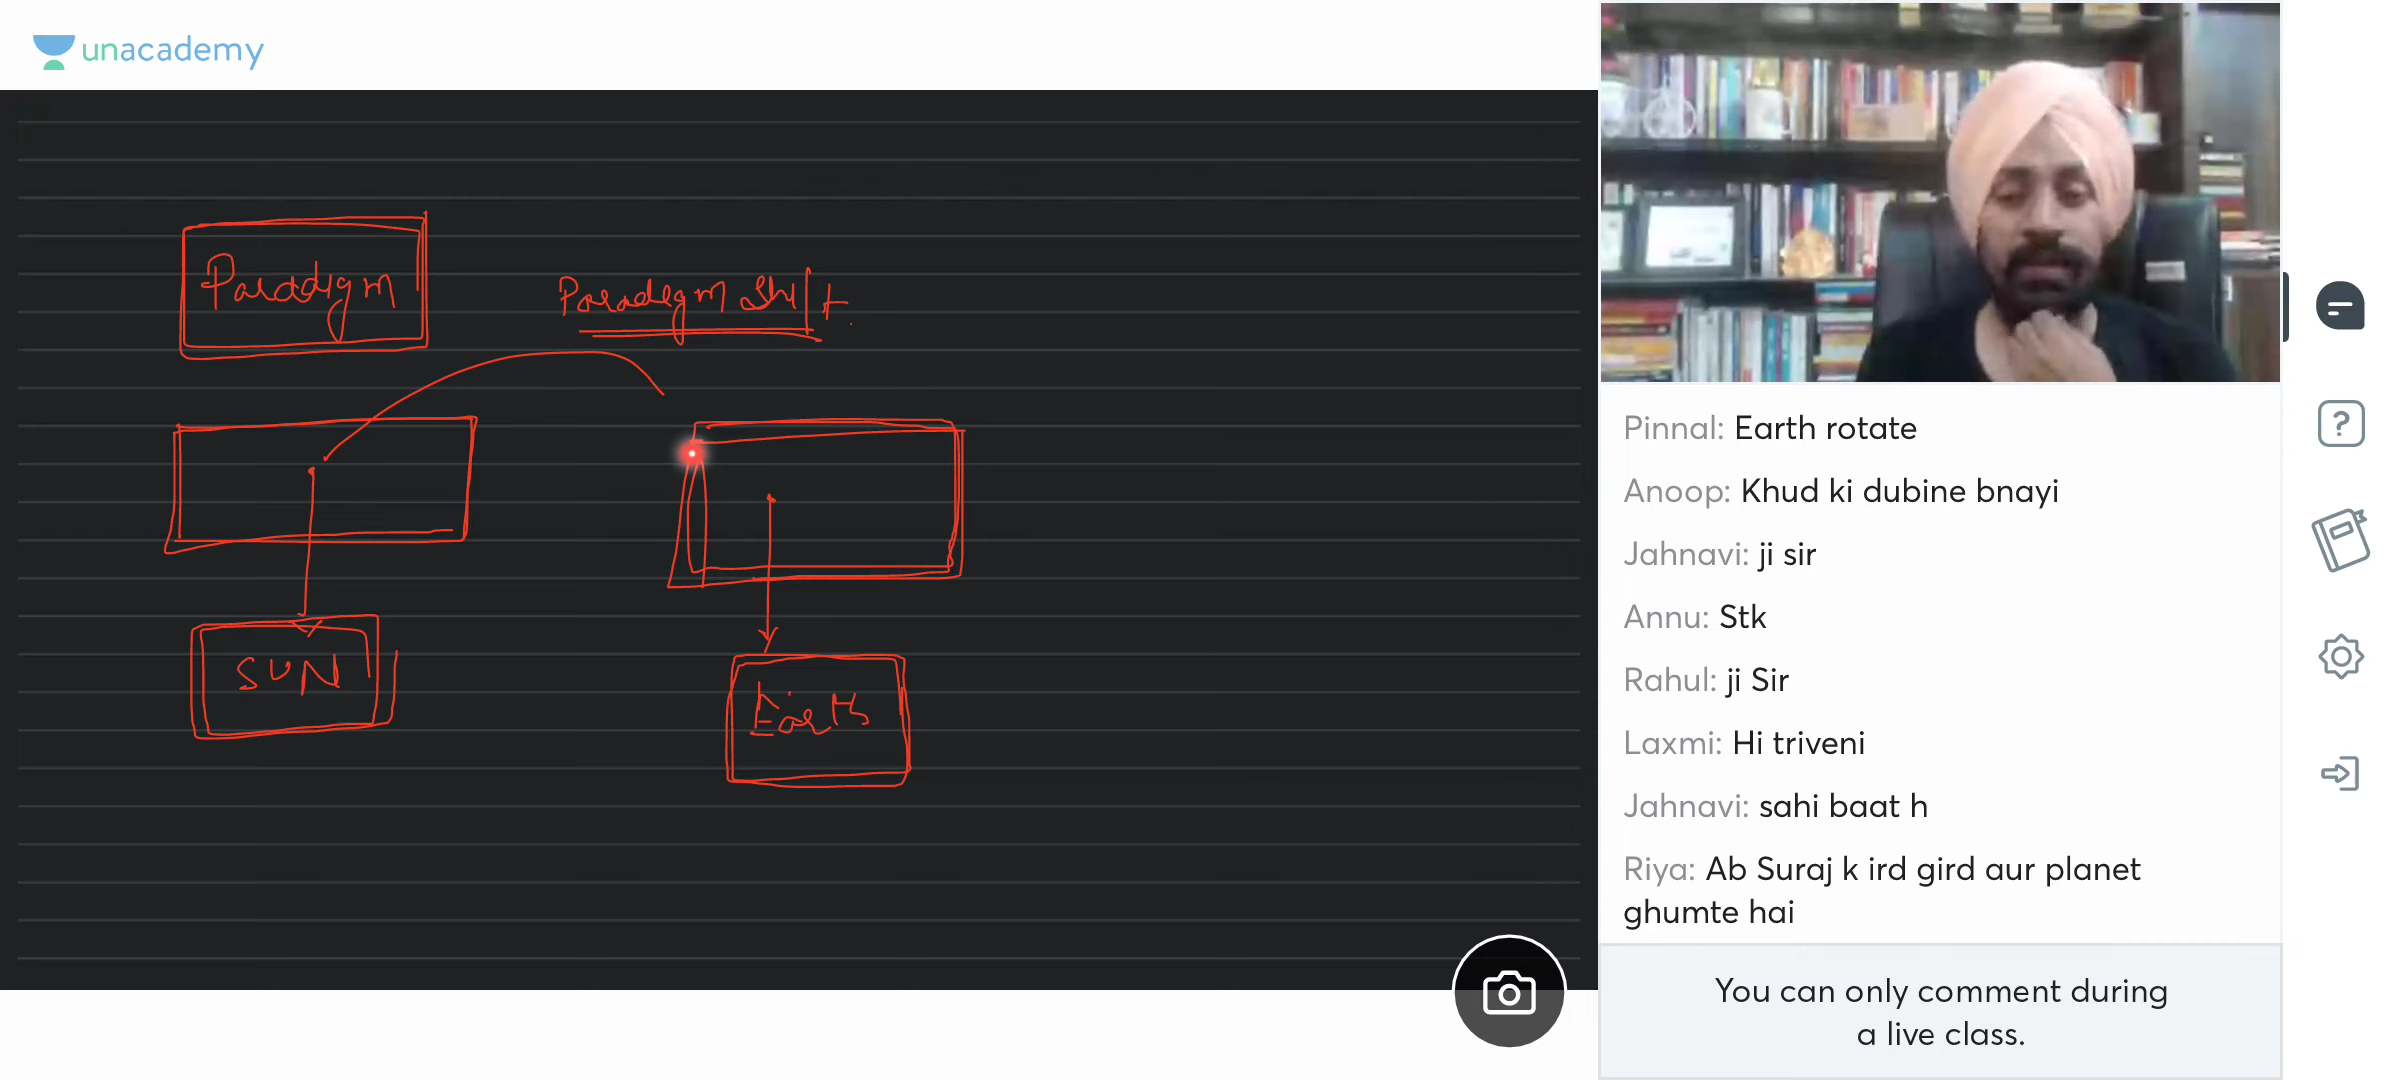 unacademy
Paradigm
Paradigm Shift.
SUN
Earth
Pinnal: Earth rotate
Anoop: Khud ki dubine bnayi
Jahnavi: ji sir
Annu: Stk
Rahul: ji Sir
Laxmi: Hi triveni
Jahnavi: sahi baat h
Riya: Ab Suraj k ird gird aur planet
ghumte hai
You can only comment during
a live class.